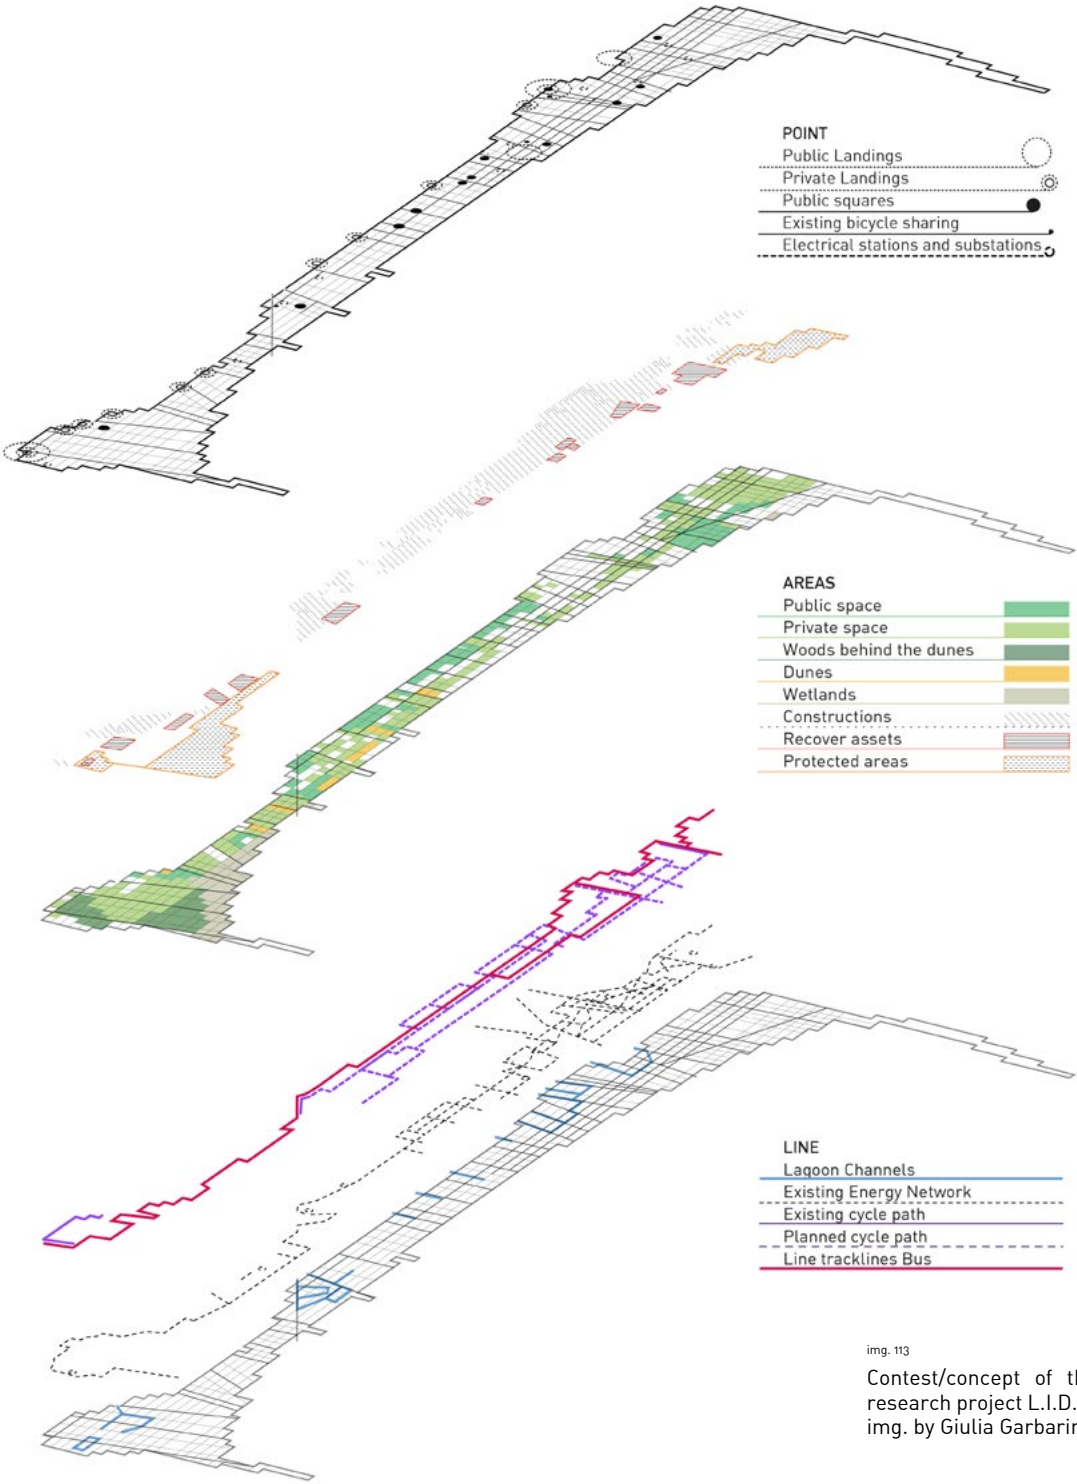 POINT
Public Landings
Private Landings
Public squares
Existing bicycle sharing
Electrical stations and substations
AREAS
Public space
Private space
Woods behind the dunes
Dunes
Wetlands
Constructions
Recover assets
Protected areas
LINE
Lagoon Channels
Existing Energy Network
Existing cycle path
Planned cycle path
Line tracklines Bus
img. 113
Contest/concept of
research project L.I.D.
img. by Giulia